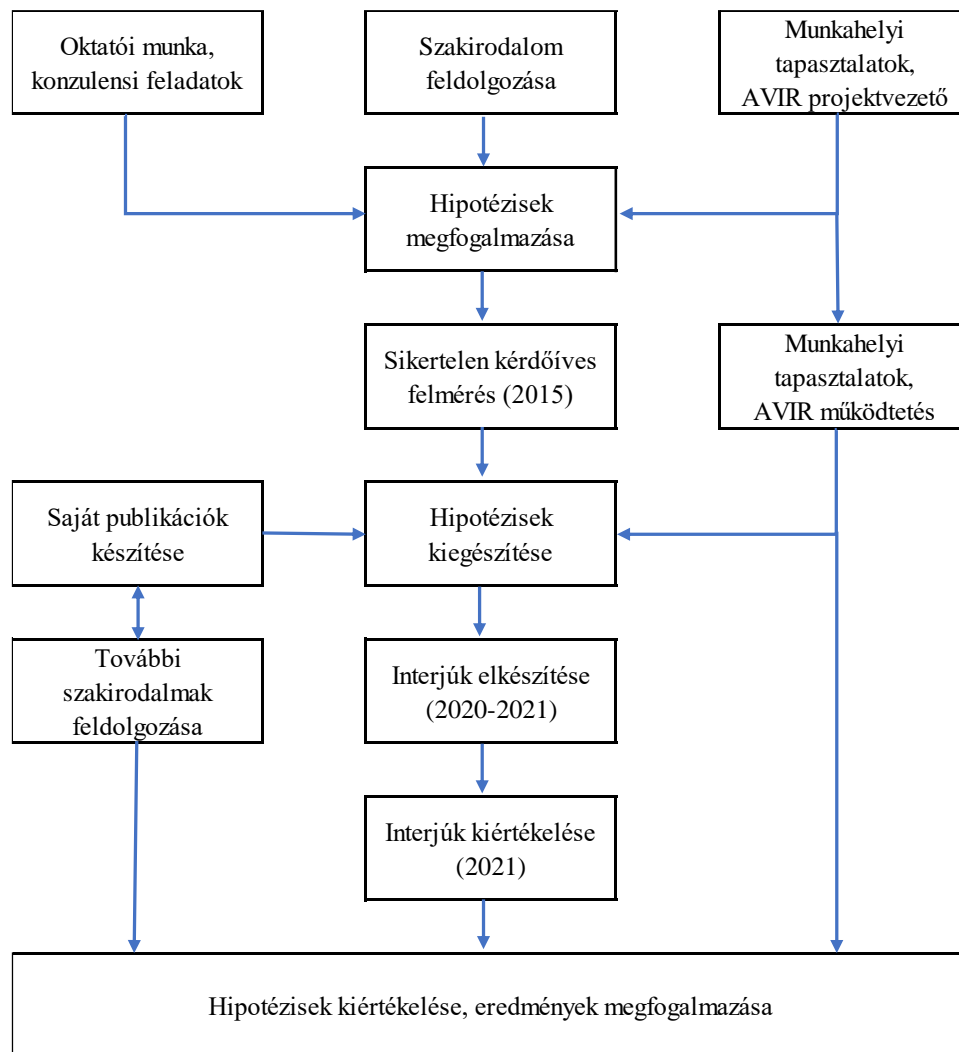 Oktatói munka,
konzulensi feladatok
Szakirodalom
feldolgozása
Munkahelyi
tapasztalatok,
AVIR projektvezető
Hipotézisek
megfogalmazása
Sikertelen kérdőíves
felmérés (2015)
Munkahelyi
tapasztalatok,
AVIR működtetés
Saját publikációk
készítése
Hipotézisek
kiegészítése
További
szakirodalmak
feldolgozása
Interjúk elkészítése
(2020-2021)
Interjúk kiértékelése
(2021)
Hipotézisek kiértékelése, eredmények megfogalmazása